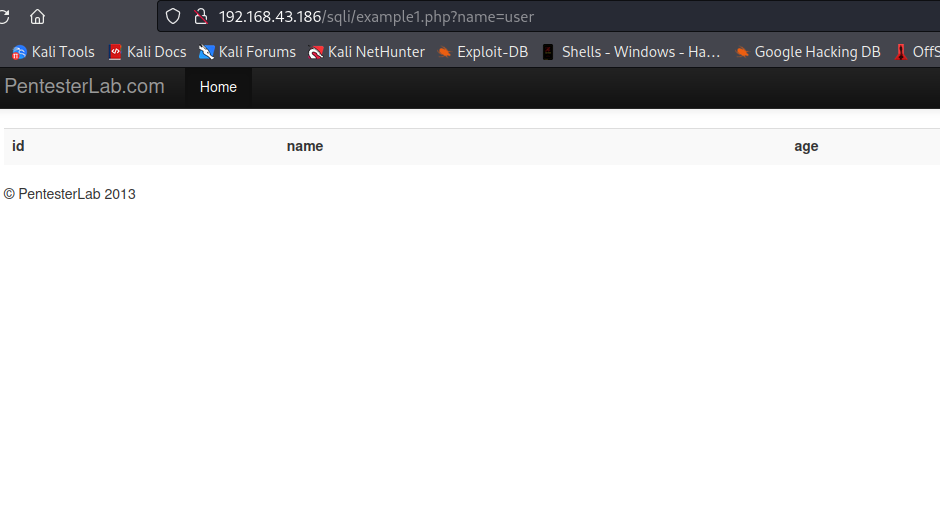 192.168.43.186/sqli/example1.php?name=user
Kali Tools Kali Docs Kali Forums Kali NetHunter Exploit-DB Shells - Windows - Ha… Google Hacking DB OffS
PentesterLab.com Home
id name age
© PentesterLab 2013